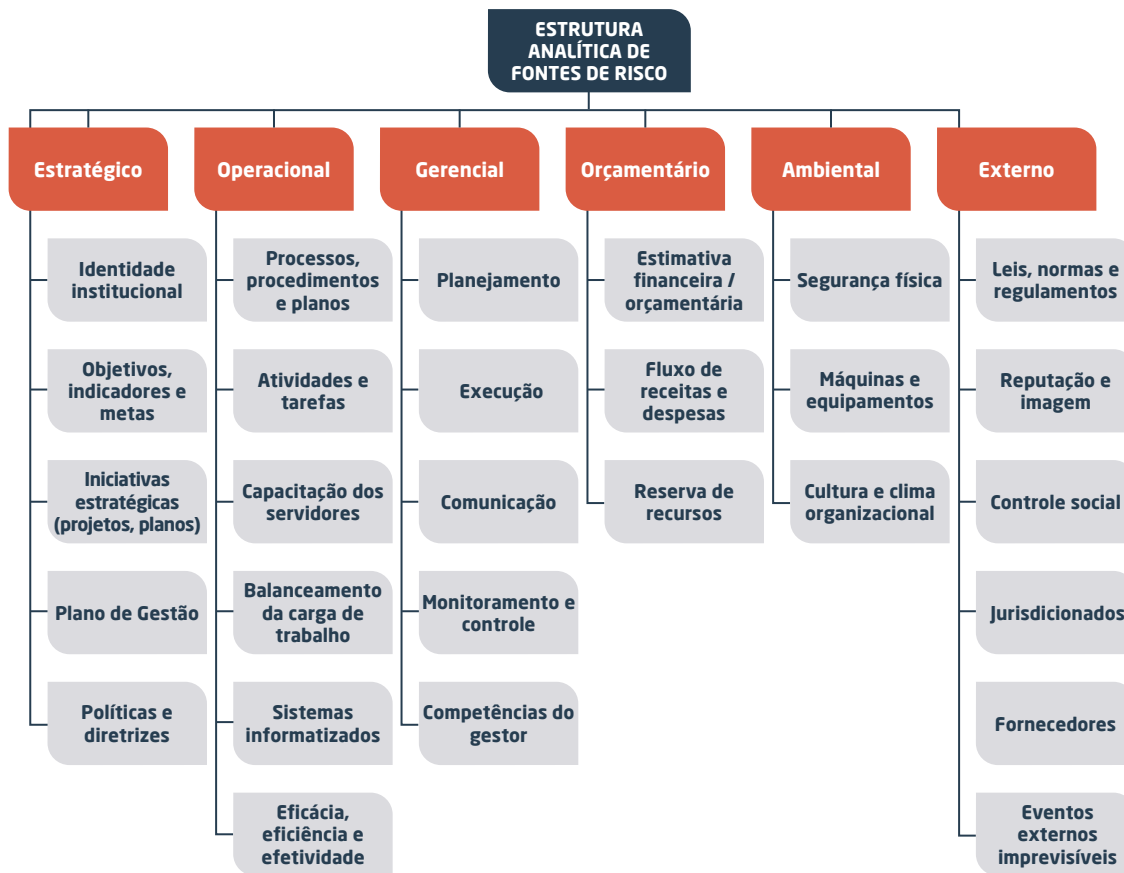 ESTRUTURA
ANALÍTICA DE
FONTES DE RISCO
Estratégico
Identidade
institucional
Objetivos,
indicadores e
metas
Iniciativas
estratégicas
(projetos, planos)
Plano de Gestão
Políticas e
diretrizes
Operacional
Processos,
procedimentos
e planos
Atividades e
tarefas
Capacitação dos
servidores
Balanceamento
da carga de
trabalho
Sistemas
informatizados
Eficácia,
eficiência e
efetividade
Gerencial
Planejamento
Execução
Comunicação
Monitoramento e
controle
Competências do
gestor
Orçamentário
Estimativa
financeira /
orçamentária
Fluxo de
receitas e
despesas
Reserva de
recursos
Ambiental
Segurança física
Máquinas e
equipamentos
Cultura e clima
organizacional
Externo
Leis, normas e
regulamentos
Reputação e
imagem
Controle social
Jurisdicionados
Fornecedores
Eventos
externos
imprevisíveis